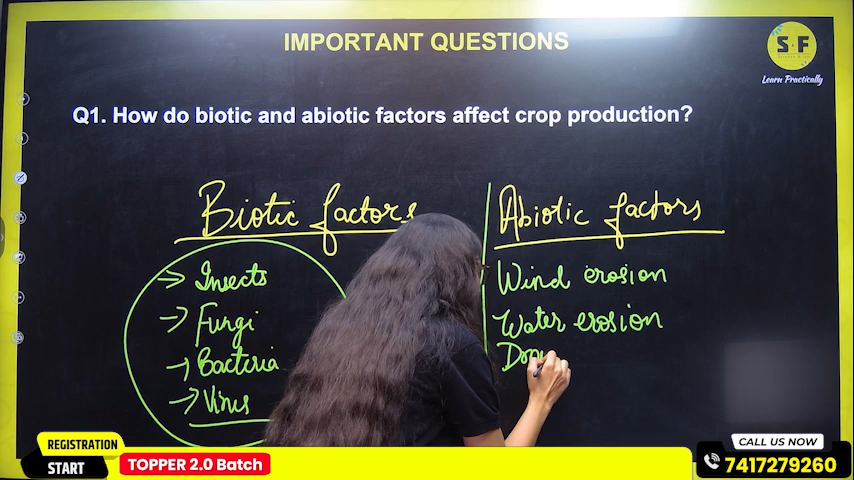 IMPORTANT QUESTIONS
S F
Learn Practically
Q1. How do biotic and abiotic factors affect crop production?
Biotic factors
→ Insects
→ Fungi
→ Bacteria
→ Virus
Abiotic factors
Wind erosion
Water erosion
REGISTRATION
START
TOPPER 2.0 Batch
CALL US NOW
7417279260